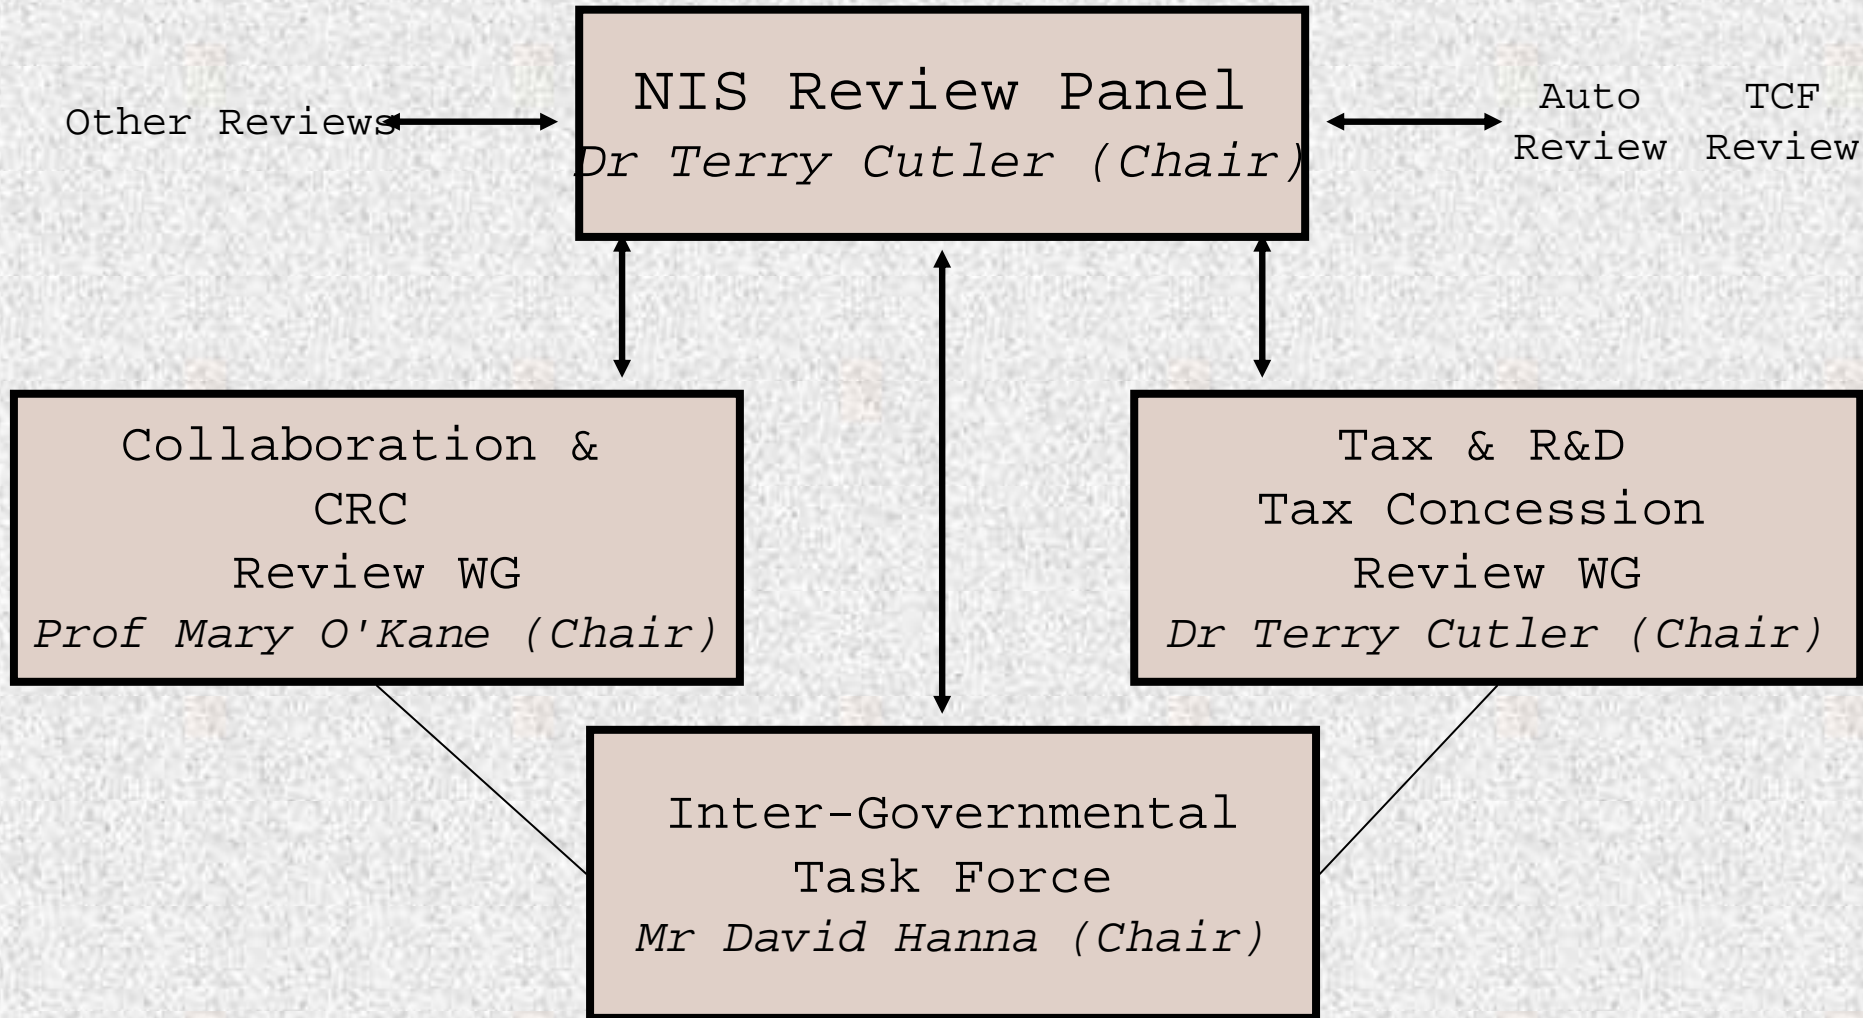 NIS Review Panel
Dr Terry Cutler (Chair)
Other Reviews
Auto
Review
TCF
Review
Collaboration &
CRC
Review WG
Prof Mary O'Kane (Chair)
Tax & R&D
Tax Concession
Review WG
Dr Terry Cutler (Chair)
Inter-Governmental
Task Force
Mr David Hanna (Chair)